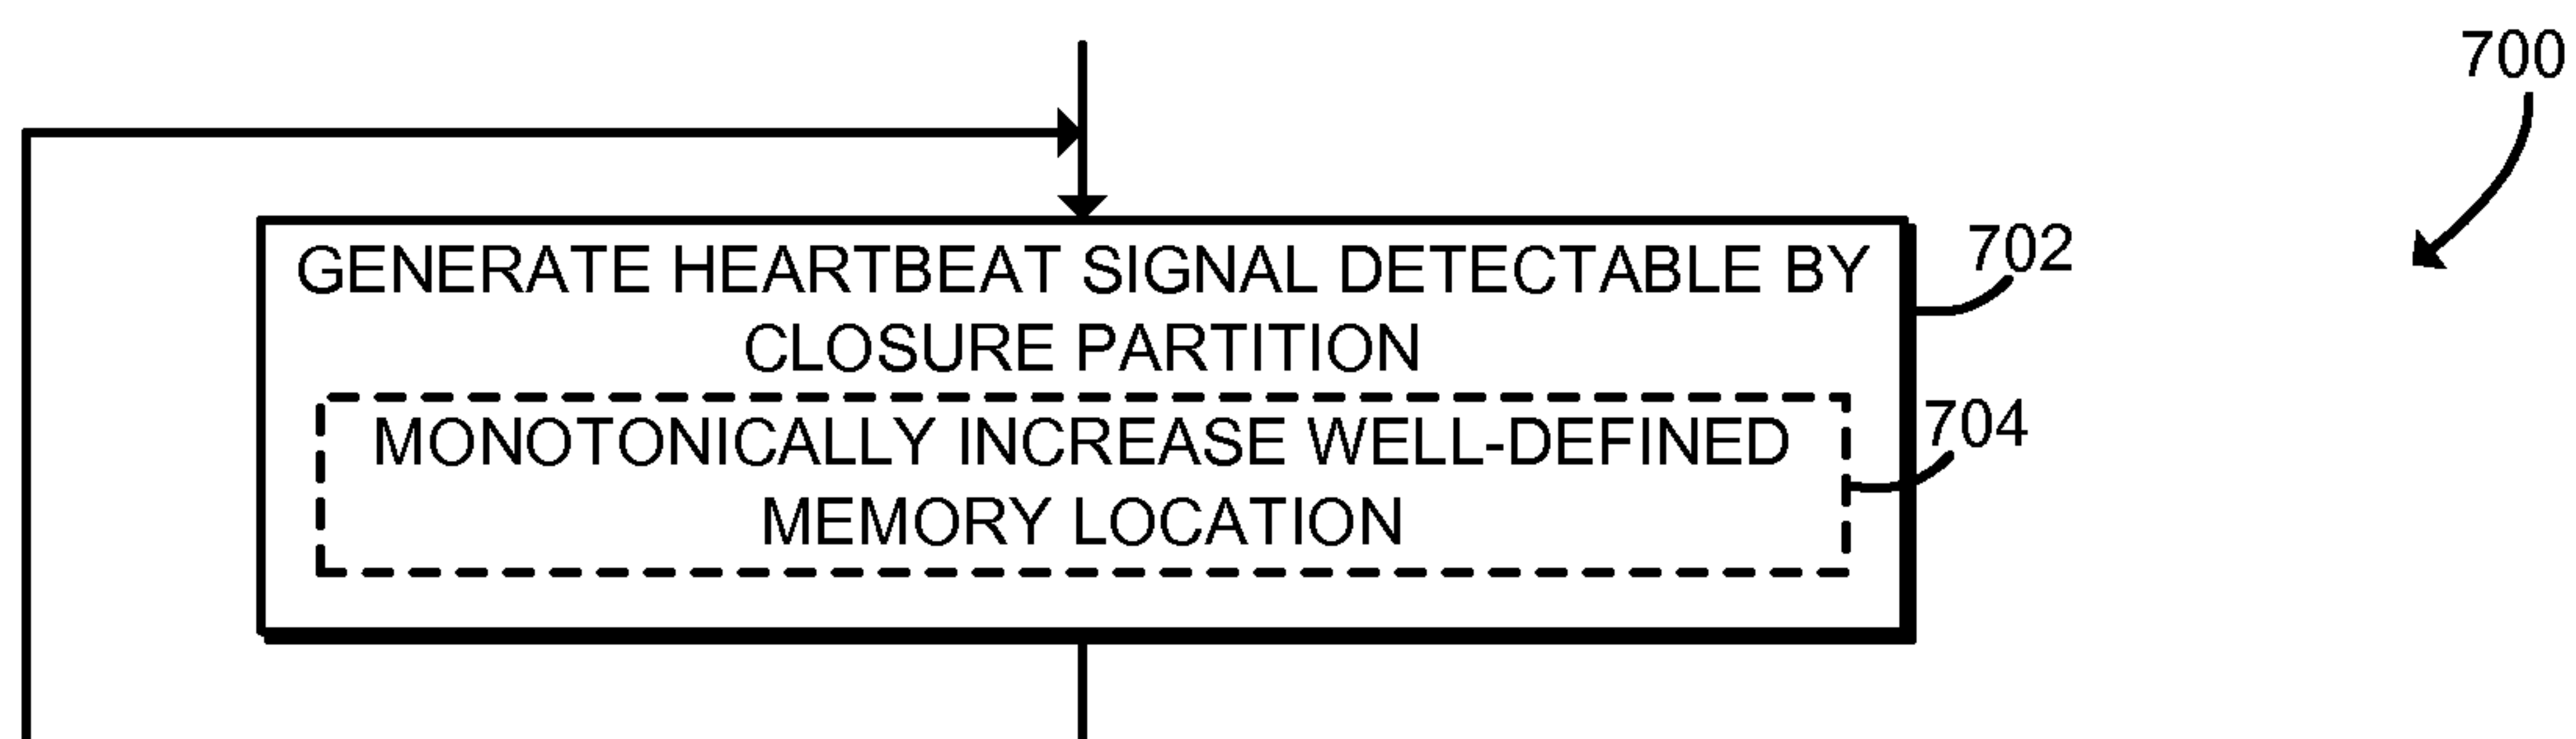 700
GENERATE HEARTBEAT SIGNAL DETECTABLE BY
CLOSURE PARTITION
702
MONOTONICALLY INCREASE WELL-DEFINED
MEMORY LOCATION
704